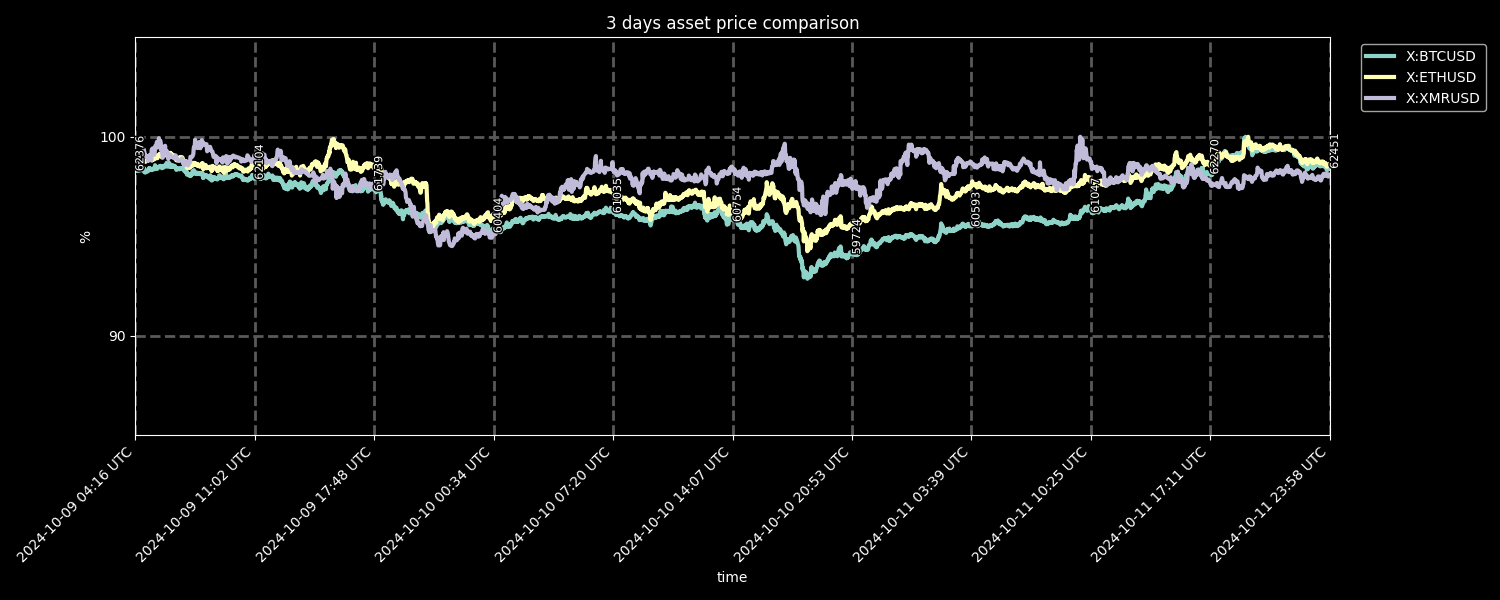 3 days asset price comparison
X:BTCUSD
X:ETHUSD
X:XMRUSD
100
90
%
62376
62104
61739
60404
61035
60754
59724
60593
61047
62270
62451
2024-10-09 04:16 UTC
2024-10-09 11:02 UTC
2024-10-09 17:48 UTC
2024-10-10 00:34 UTC
2024-10-10 07:20 UTC
2024-10-10 14:07 UTC
2024-10-10 20:53 UTC
2024-10-11 03:39 UTC
2024-10-11 10:25 UTC
2024-10-11 17:11 UTC
2024-10-11 23:58 UTC
time